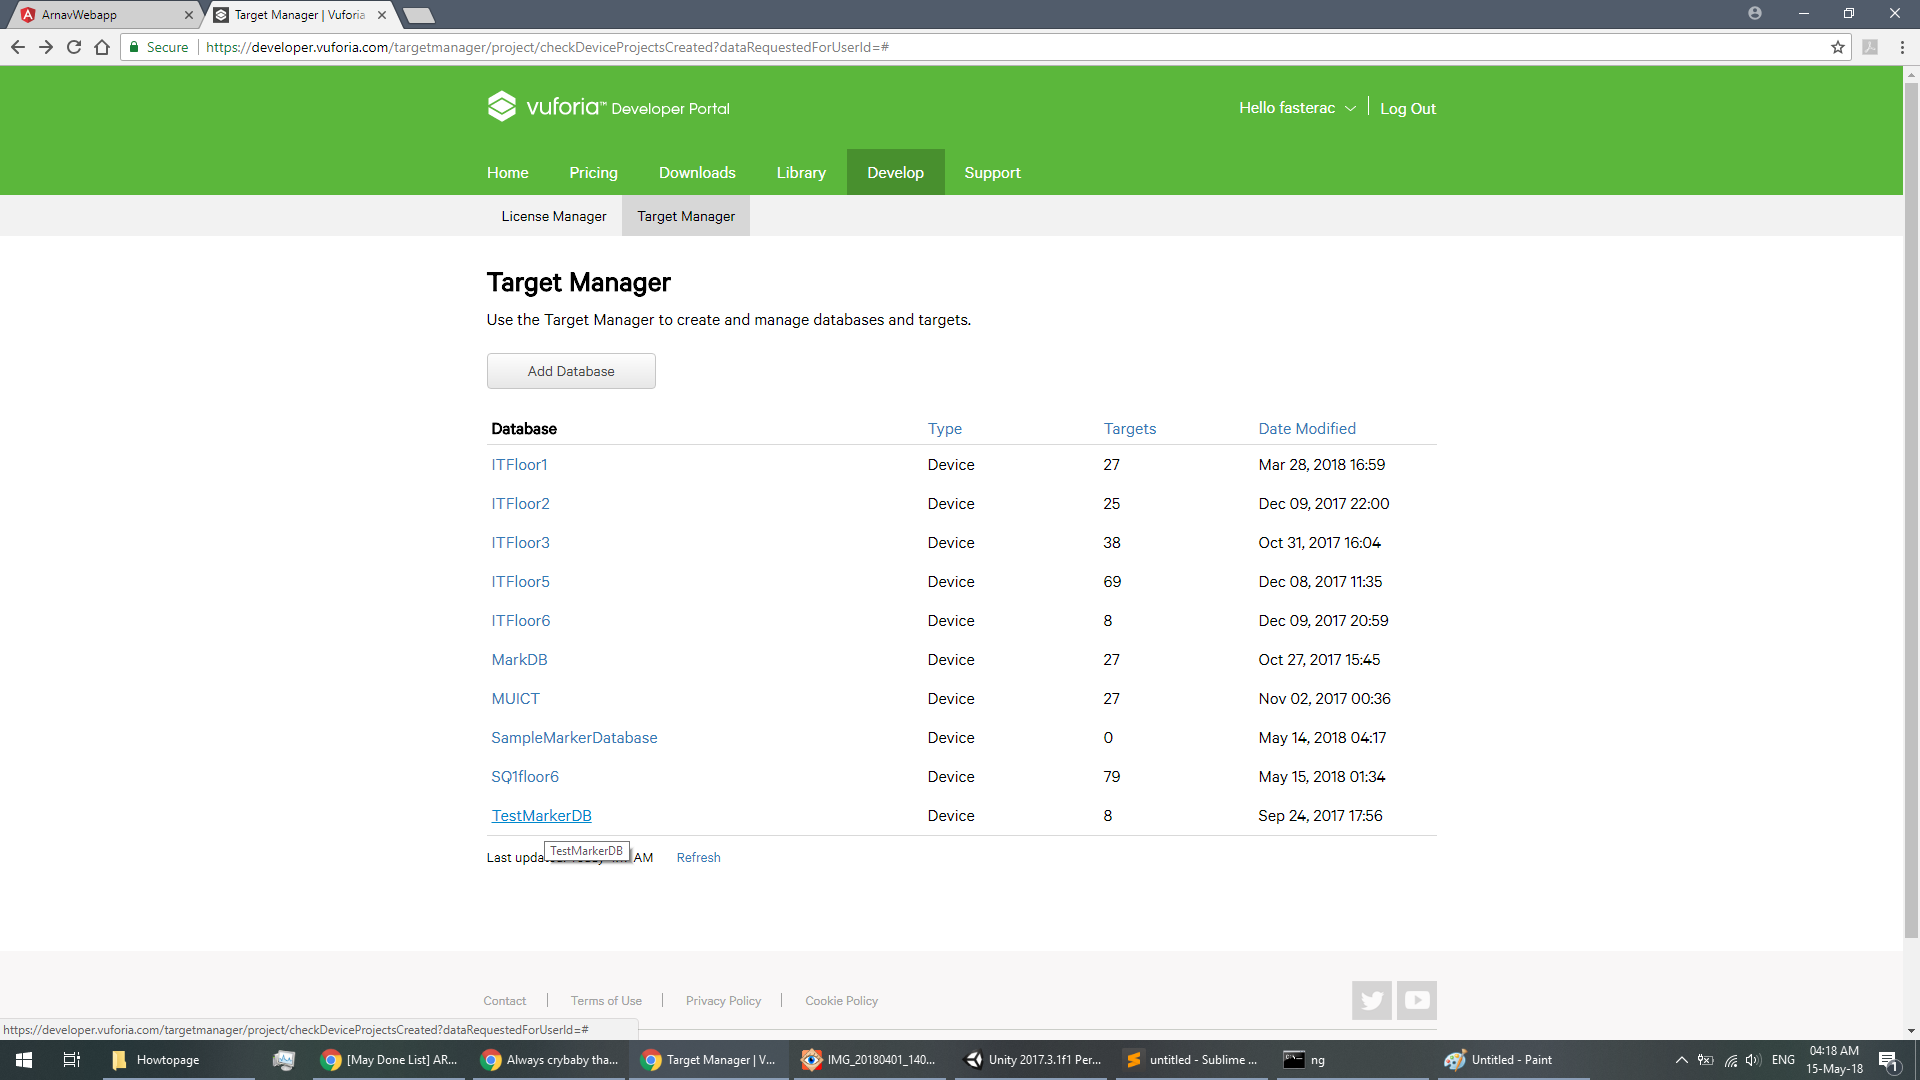 ArnavWebapp
Target Manager | Vuforia
Secure https://developer.vuforia.com/targetmanager/project/checkDeviceProjectsCreated?dataRequestedForUserId=#
vuforia™ Developer Portal
Hello fasterac
Log Out
Home Pricing Downloads Library Develop Support
License Manager Target Manager
Target Manager
Use the Target Manager to create and manage databases and targets.
Add Database
Database Type Targets Date Modified
ITFloor1 Device 27 Mar 28, 2018 16:59
ITFloor2 Device 25 Dec 09, 2017 22:00
ITFloor3 Device 38 Oct 31, 2017 16:04
ITFloor5 Device 69 Dec 08, 2017 11:35
ITFloor6 Device 8 Dec 09, 2017 20:59
MarkDB Device 27 Oct 27, 2017 15:45
MUICT Device 27 Nov 02, 2017 00:36
SampleMarkerDatabase Device 0 May 14, 2018 04:17
SQ1floor6 Device 79 May 15, 2018 01:34
TestMarkerDB Device 8 Sep 24, 2017 17:56
TestMarkerDB
Last AM Refresh
Contact | Terms of Use | Privacy Policy | Cookie Policy
https://developer.vuforia.com/targetmanager/project/checkDeviceProjectsCreated?dataRequestedForUserId=#
Howtopage
[May Done List] AR...
Always crybaby tha...
Target Manager | V...
IMG_20180401_140...
Unity 2017.3.1f1 Per...
untitled - Sublime ...
ng
Untitled - Paint
ENG
04:18 AM
15-May-18
1